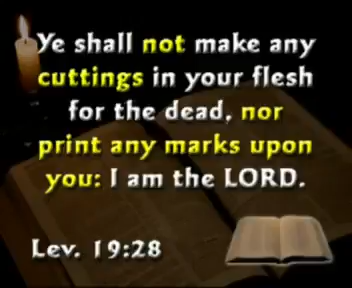 Ye shall not make any
cuttings in your flesh
for the dead, nor
print any marks upon
you: I am the LORD.
Lev. 19:28